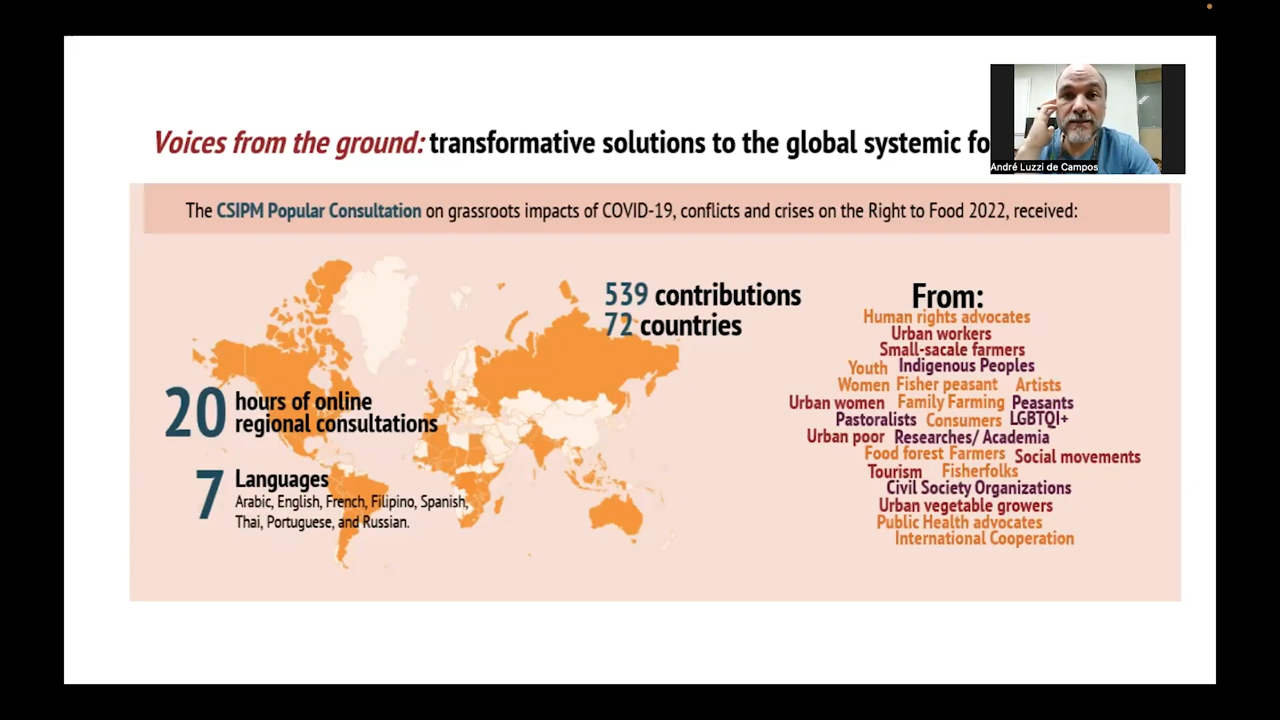 Voices from the ground: transformative solutions to the global systemic fo
André Luzzi de Campos
The CSIPM Popular Consultation on grassroots impacts of COVID-19, conflicts and crises on the Right to Food 2022, received:
539 contributions
72 countries
20 hours of online
regional consultations
7 Languages
Arabic, English, French, Filipino, Spanish,
Thai, Portuguese, and Russian.
From:
Human rights advocates
Urban workers
Small-sacale farmers
Youth Indigenous Peoples
Women Fisher peasant Artists
Urban women Family Farming Peasants
Pastoralists Consumers LGBTQI+
Urban poor Researches/ Academia
Food forest Farmers Social movements
Tourism Fisherfolks
Civil Society Organizations
Urban vegetable growers
Public Health advocates
International Cooperation